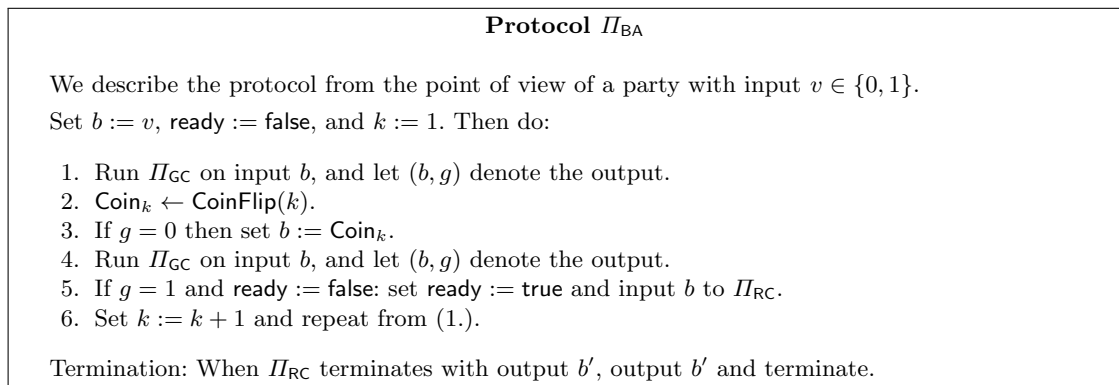 Protocol Π_BA
We describe the protocol from the point of view of a party with input v ∈ {0, 1}.
Set b := v, ready := false, and k := 1. Then do:
1. Run Π_GC on input b, and let (b, g) denote the output.
2. Coin_k ← CoinFlip(k).
3. If g = 0 then set b := Coin_k.
4. Run Π_GC on input b, and let (b, g) denote the output.
5. If g = 1 and ready := false: set ready := true and input b to Π_RC.
6. Set k := k + 1 and repeat from (1.).
Termination: When Π_RC terminates with output b′, output b′ and terminate.